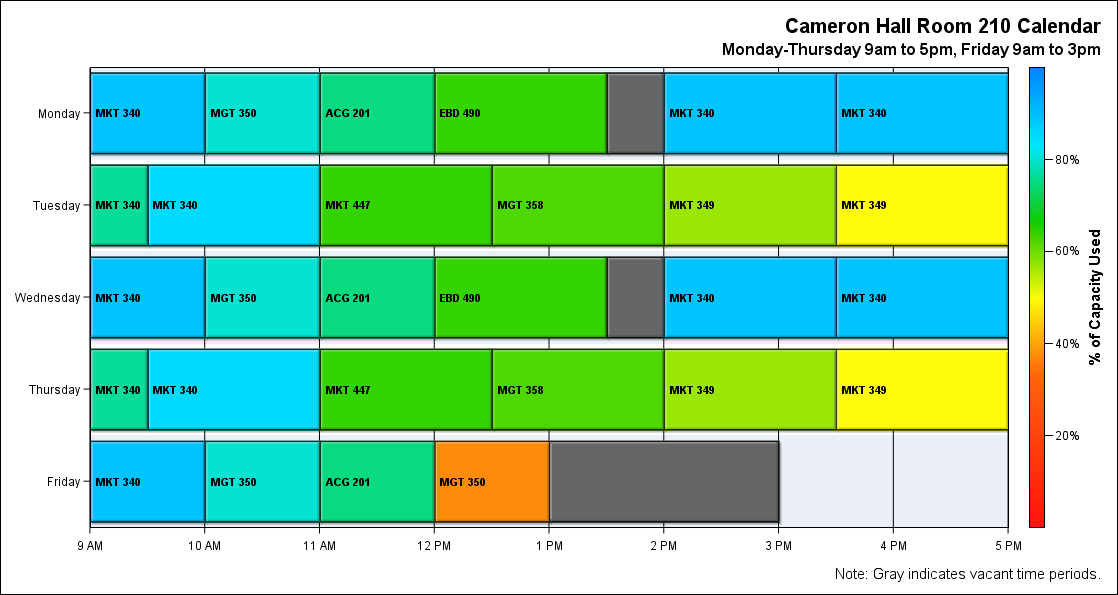 Cameron Hall Room 210 Calendar
Monday-Thursday 9am to 5pm, Friday 9am to 3pm
Monday MKT 340 MGT 350 ACG 201 EBD 490 MKT 340 MKT 340
80%
Tuesday MKT 340 MKT 340 MKT 447 MGT 358 MKT 349 MKT 349
60%
Wednesday MKT 340 MGT 350 ACG 201 EBD 490 MKT 340 MKT 340
% of Capacity Used
40%
Thursday MKT 340 MKT 340 MKT 447 MGT 358 MKT 349 MKT 349
20%
Friday MKT 340 MGT 350 ACG 201 MGT 350
9 AM 10 AM 11 AM 12 PM 1 PM 2 PM 3 PM 4 PM 5 PM
Note: Gray indicates vacant time periods.